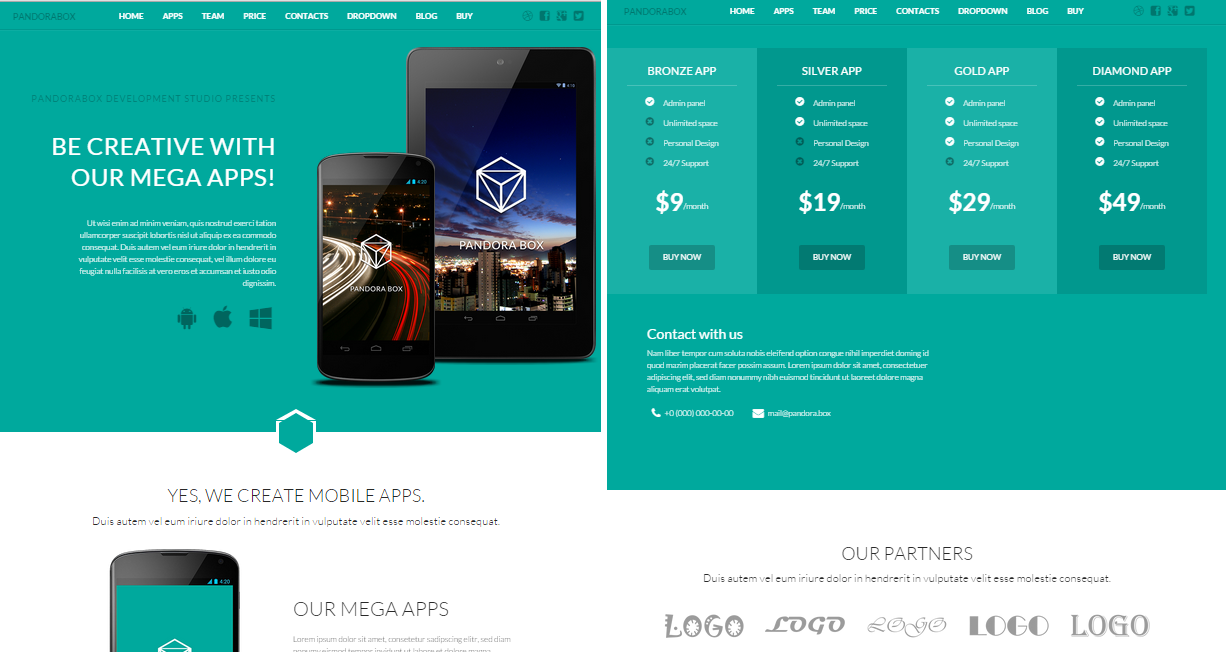 PANDORABOX HOME APPS TEAM PRICE CONTACTS DROPDOWN BLOG BUY
PANDORABOX DEVELOPMENT STUDIO PRESENTS
BE CREATIVE WITH
OUR MEGA APPS!
Ut wisi enim ad minim veniam, quis nostrud exerci tation
ullamcorper suscipit lobortis nisl ut aliquip ex ea commodo
consequat. Duis autem vel eum iriure dolor in hendrerit in
vulputate velit esse molestie consequat, vel illum dolore eu
feugiat nulla facilisis at vero eros et accumsan et iusto odio
dignissim.
4:20
PANDORA BOX
4:19
PANDORA BOX
YES, WE CREATE MOBILE APPS.
Duis autem vel eum iriure dolor in hendrerit in vulputate velit esse molestie consequat.
4:20
OUR MEGA APPS
Lorem ipsum dolor sit amet, consetetur sadipscing elitr, sed diam
PANDORABOX HOME APPS TEAM PRICE CONTACTS DROPDOWN BLOG BUY
BRONZE APP
Admin panel
Unlimited space
Personal Design
24/7 Support
$9/month
BUY NOW
SILVER APP
Admin panel
Unlimited space
Personal Design
24/7 Support
$19/month
BUY NOW
GOLD APP
Admin panel
Unlimited space
Personal Design
24/7 Support
$29/month
BUY NOW
DIAMOND APP
Admin panel
Unlimited space
Personal Design
24/7 Support
$49/month
BUY NOW
Contact with us
Nam liber tempor cum soluta nobis eleifend option congue nihil imperdiet doming id
quod mazim placerat facer possim assum. Lorem ipsum dolor sit amet, consectetuer
adipiscing elit, sed diam nonummy nibh euismod tincidunt ut laoreet dolore magna
aliquam erat volutpat.
+0 (000) 000-00-00 mail@pandora.box
OUR PARTNERS
Duis autem vel eum iriure dolor in hendrerit in vulputate velit esse molestie consequat.
LOGO LOGO LOGO LOGO LOGO